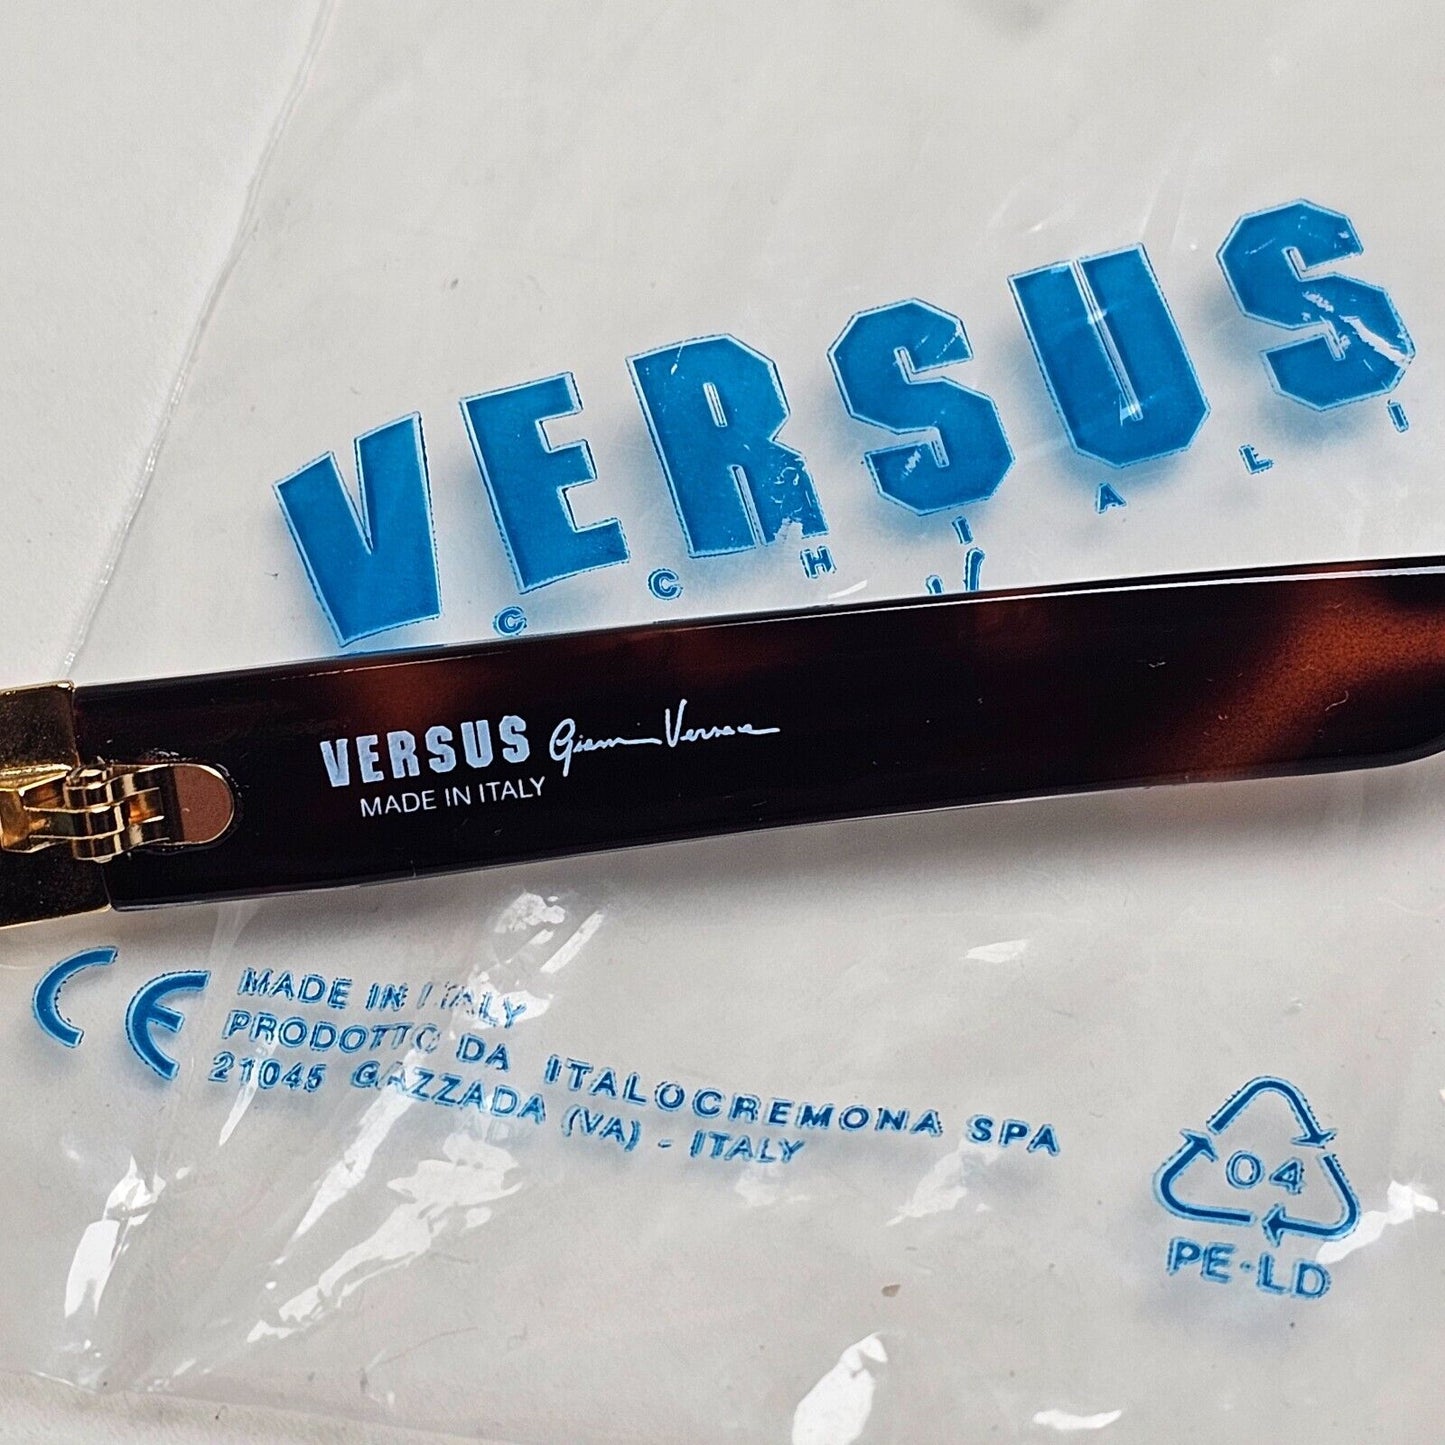 VERSUS
CCHIALI
VERSUS Gianni Versace
MADE IN ITALY
CE
MADE IN ITALY
PRODOTTO DA ITALOCREMONA SPA
21045 GAZZADA (VA) - ITALY
04
PE-LD